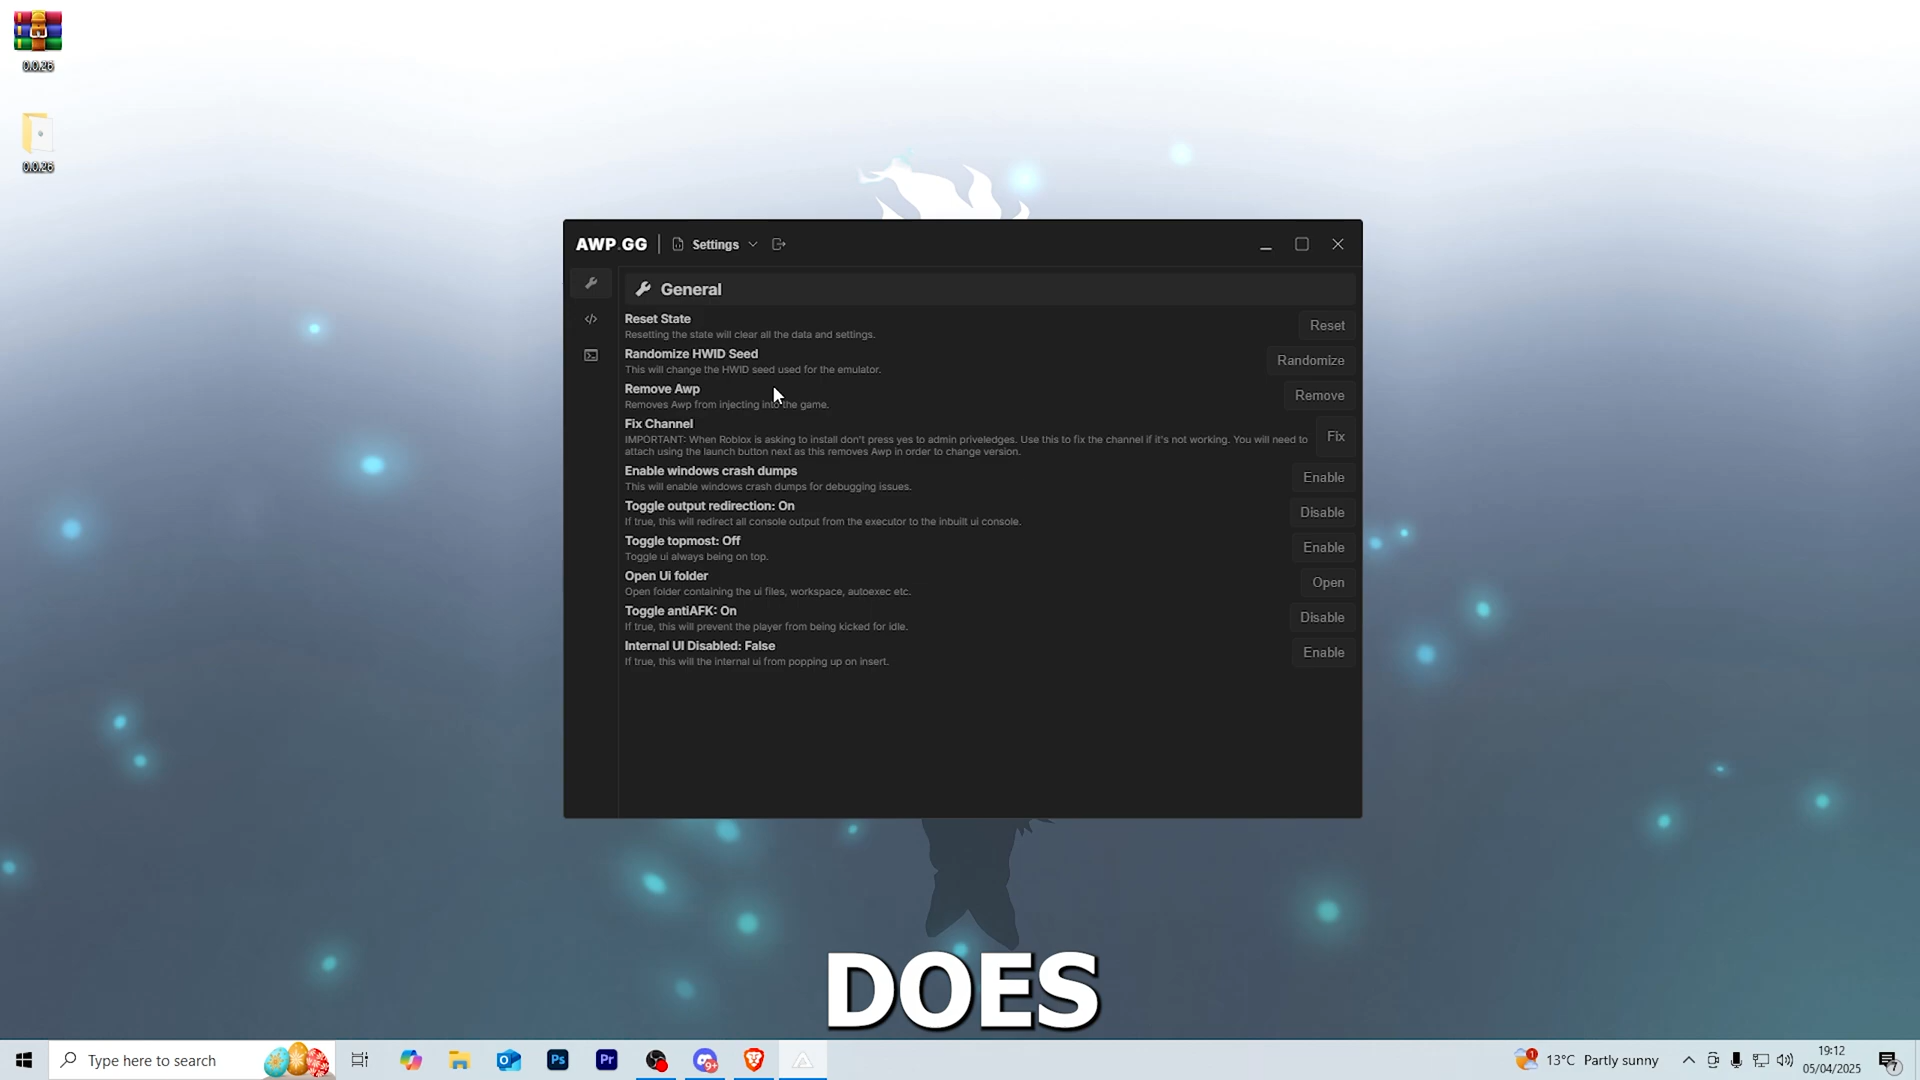 0.0.26
0.0.26
AWP.GG
Settings
General
Reset State
Resetting the state will clear all the data and settings.
Reset
Randomize HWID Seed
This will change the HWID seed used for the emulator.
Randomize
Remove Awp
Removes Awp from injecting into the game.
Remove
Fix Channel
IMPORTANT: When Roblox is asking to install don't press yes to admin priveledges. Use this to fix the channel if it's not working. You will need to
attach using the launch button next as this removes Awp in order to change version.
Fix
Enable windows crash dumps
This will enable windows crash dumps for debugging issues.
Enable
Toggle output redirection: On
If true, this will redirect all console output from the executor to the inbuilt ui console.
Disable
Toggle topmost: Off
Toggle ui always being on top.
Enable
Open Ui folder
Open folder containing the ui files, workspace, autoexec etc.
Open
Toggle antiAFK: On
If true, this will prevent the player from being kicked for idle.
Disable
Internal UI Disabled: False
If true, this will the internal ui from popping up on insert.
Enable
DOES
Type here to search
Ps
Pr
9+
1
13°C Partly sunny
19:12
05/04/2025
7